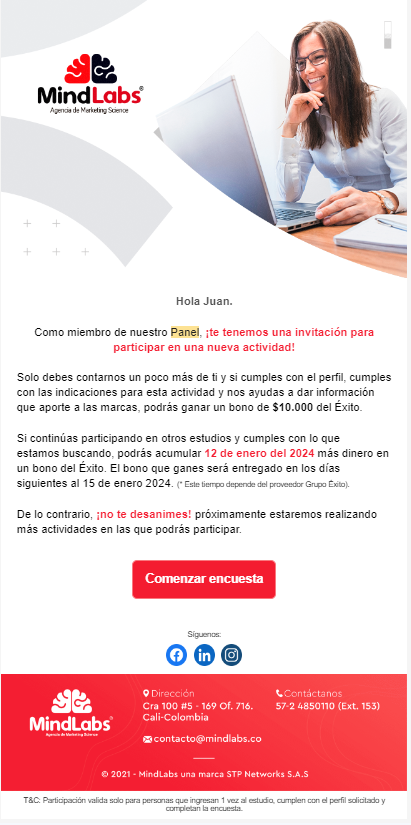 MindLabs®
Agencia de Marketing Science
Hola Juan.
Como miembro de nuestro Panel, ¡te tenemos una invitación para
participar en una nueva actividad!
Solo debes contarnos un poco más de ti y si cumples con el perfil, cumples
con las indicaciones para esta actividad y nos ayudas a dar información
que aporte a las marcas, podrás ganar un bono de $10.000 del Éxito.
Si continúas participando en otros estudios y cumples con lo que
estamos buscando, podrás acumular 12 de enero del 2024 más dinero en
un bono del Éxito. El bono que ganes será entregado en los días
siguientes al 15 de enero 2024. (* Este tiempo depende del proveedor Grupo Éxito).
De lo contrario, ¡no te desanimes! próximamente estaremos realizando
más actividades en las que podrás participar.
Comenzar encuesta
Síguenos:
MindLabs®
Agencia de Marketing Science
Dirección
Cra 100 #5 - 169 Of. 716.
Cali-Colombia
contacto@mindlabs.co
Contáctanos
57-2 4850110 (Ext. 153)
© 2021 - MindLabs una marca STP Networks S.A.S
T&C: Participación valida solo para personas que ingresan 1 vez al estudio, cumplen con el perfil solicitado y
completan la encuesta.